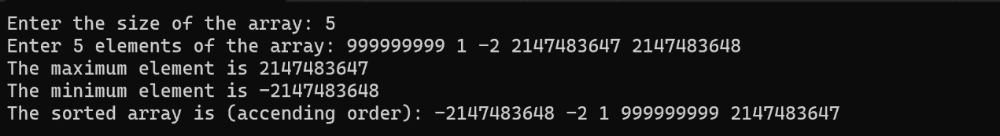 Enter the size of the array: 5
Enter 5 elements of the array: 999999999 1 -2 2147483647 2147483648
The maximum element is 2147483647
The minimum element is -2147483648
The sorted array is (accending order): -2147483648 -2 1 999999999 2147483647